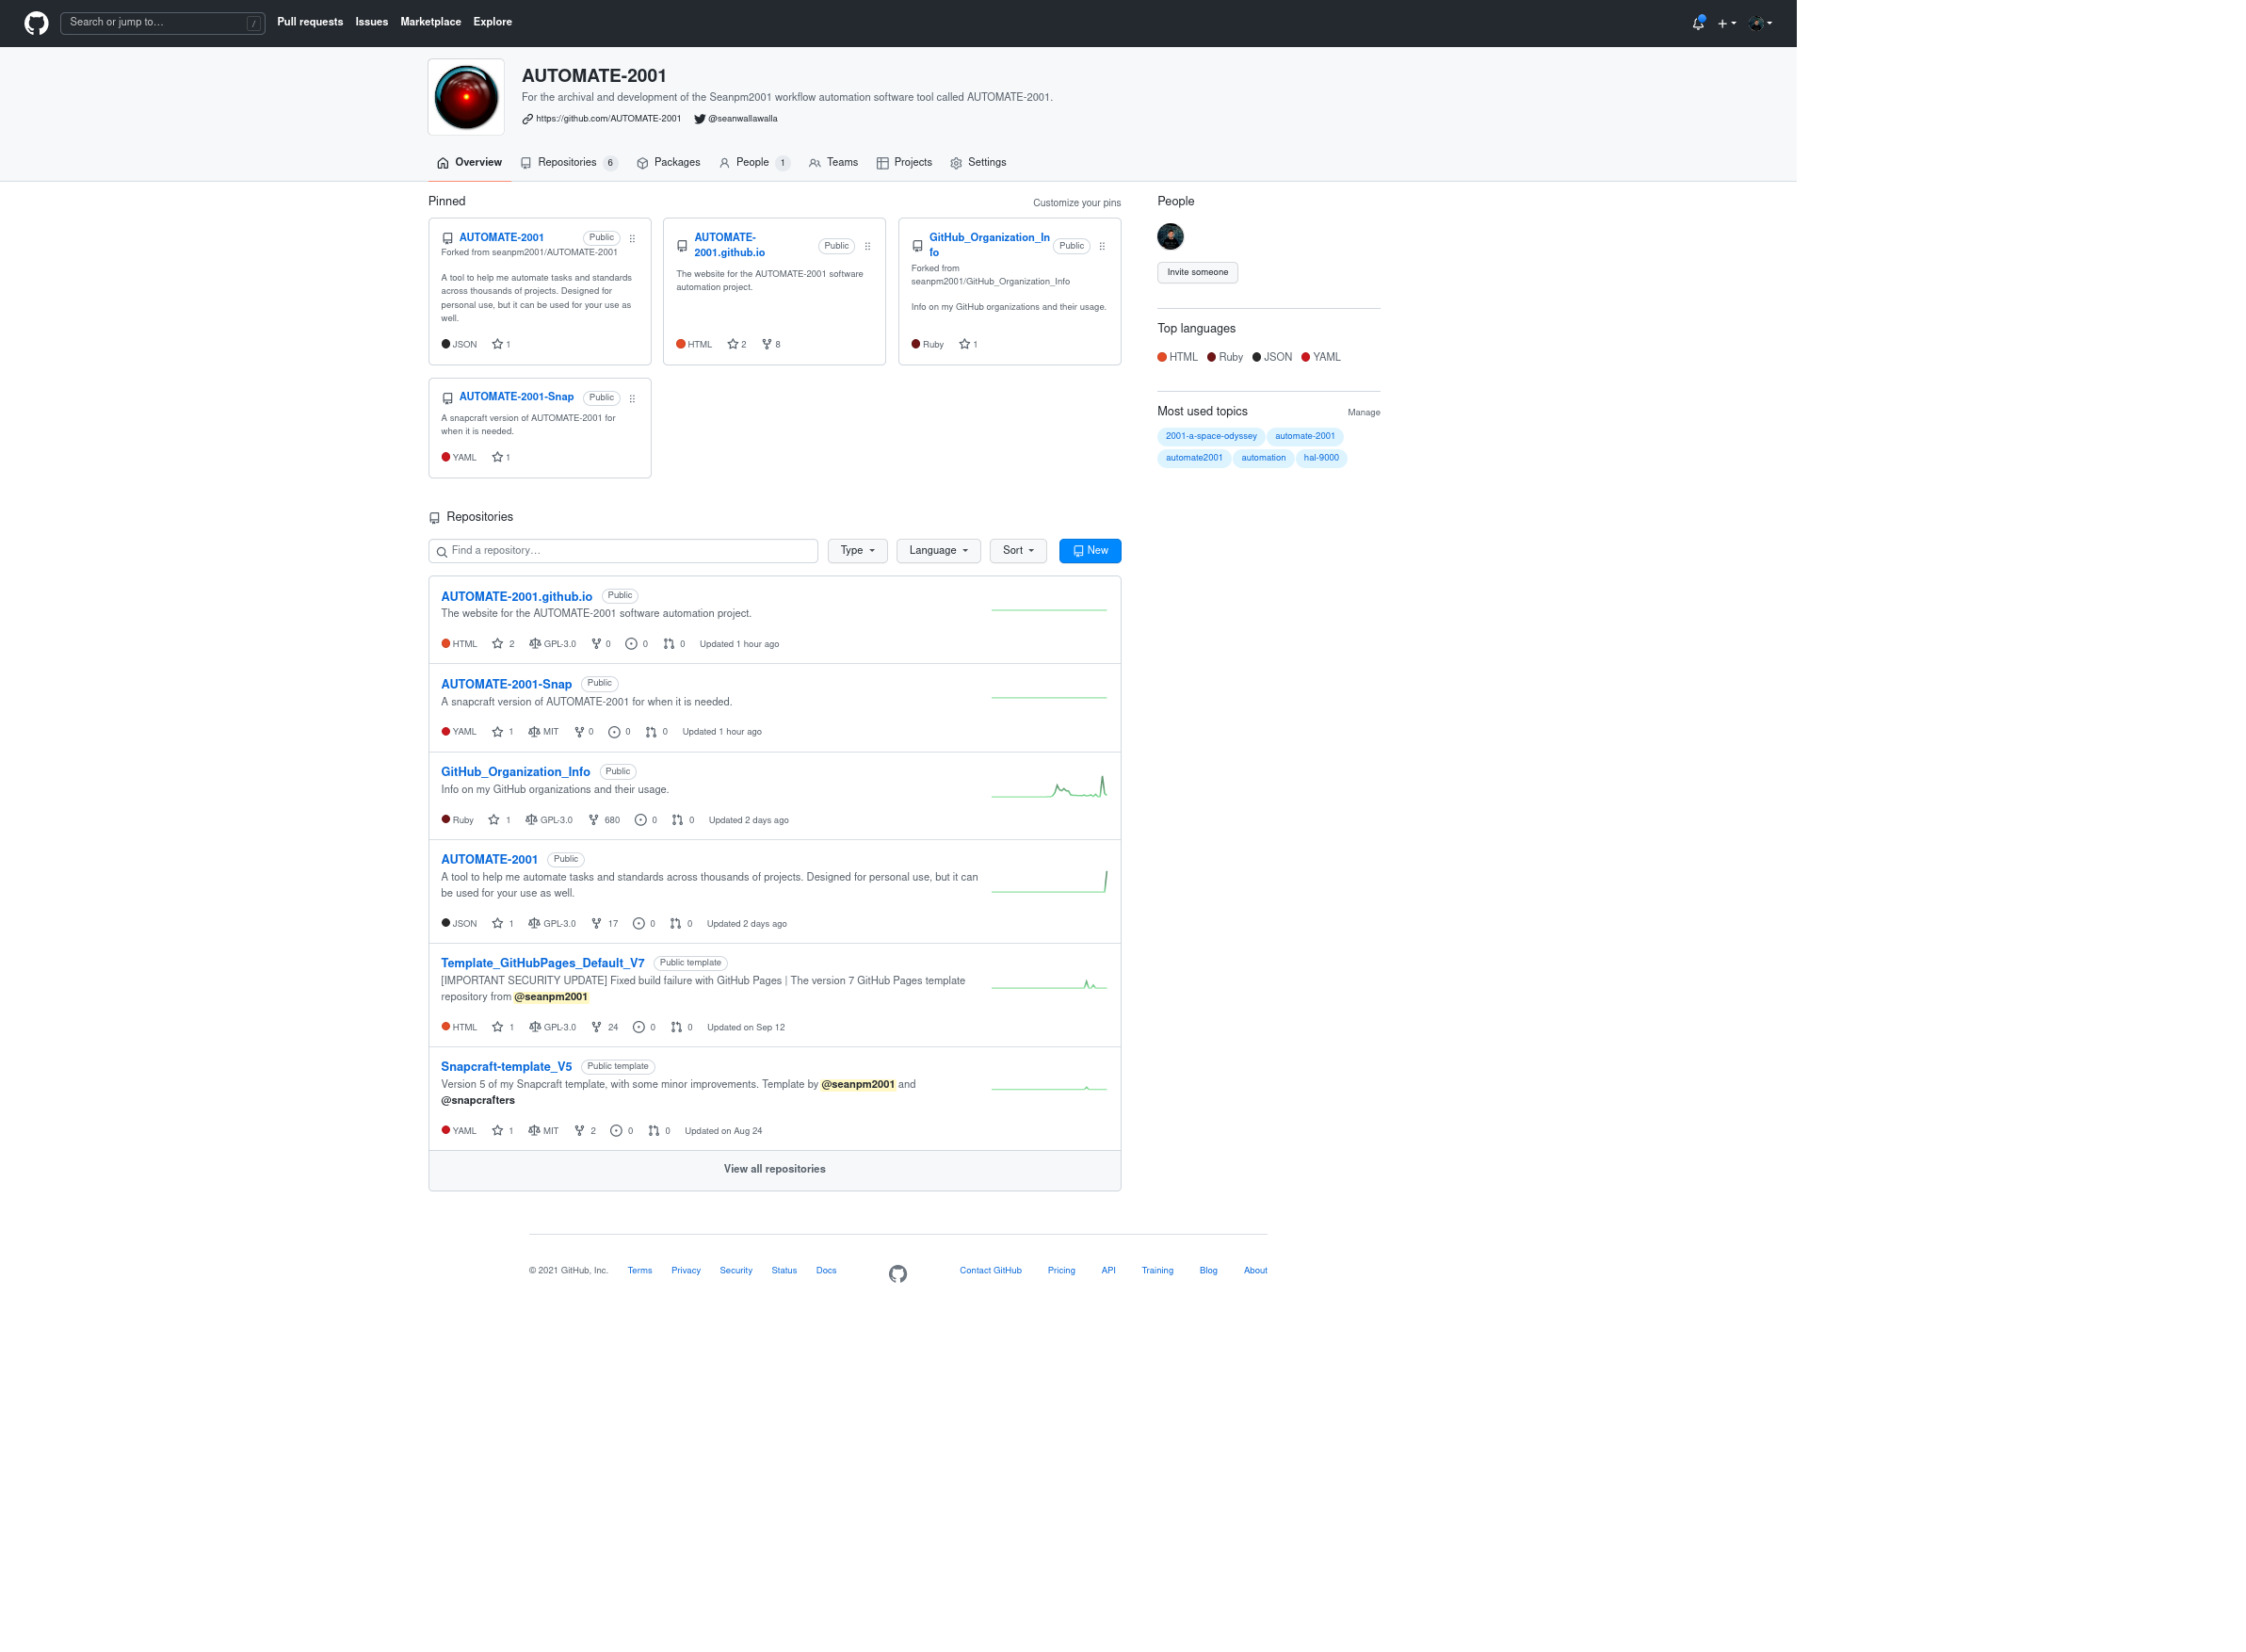 Search or jump to… /
Pull requests Issues Marketplace Explore
AUTOMATE-2001
For the archival and development of the Seanpm2001 workflow automation software tool called AUTOMATE-2001.
https://github.com/AUTOMATE-2001 @seanwallawalla
Overview Repositories 6 Packages People 1 Teams Projects Settings
Pinned Customize your pins
AUTOMATE-2001 Public
Forked from seanpm2001/AUTOMATE-2001
A tool to help me automate tasks and standards
across thousands of projects. Designed for
personal use, but it can be used for your use as
well.
JSON 1
AUTOMATE-
2001.github.io Public
The website for the AUTOMATE-2001 software
automation project.
HTML 2 8
GitHub_Organization_In
fo Public
Forked from
seanpm2001/GitHub_Organization_Info
Info on my GitHub organizations and their usage.
Ruby 1
AUTOMATE-2001-Snap Public
A snapcraft version of AUTOMATE-2001 for
when it is needed.
YAML 1
People
Invite someone
Top languages
HTML Ruby JSON YAML
Most used topics Manage
2001-a-space-odyssey automate-2001
automate2001 automation hal-9000
Repositories
Find a repository… Type Language Sort New
AUTOMATE-2001.github.io Public
The website for the AUTOMATE-2001 software automation project.
HTML 2 GPL-3.0 0 0 0 Updated 1 hour ago
AUTOMATE-2001-Snap Public
A snapcraft version of AUTOMATE-2001 for when it is needed.
YAML 1 MIT 0 0 0 Updated 1 hour ago
GitHub_Organization_Info Public
Info on my GitHub organizations and their usage.
Ruby 1 GPL-3.0 680 0 0 Updated 2 days ago
AUTOMATE-2001 Public
A tool to help me automate tasks and standards across thousands of projects. Designed for personal use, but it can
be used for your use as well.
JSON 1 GPL-3.0 17 0 0 Updated 2 days ago
Template_GitHubPages_Default_V7 Public template
[IMPORTANT SECURITY UPDATE] Fixed build failure with GitHub Pages | The version 7 GitHub Pages template
repository from @seanpm2001
HTML 1 GPL-3.0 24 0 0 Updated on Sep 12
Snapcraft-template_V5 Public template
Version 5 of my Snapcraft template, with some minor improvements. Template by @seanpm2001 and
@snapcrafters
YAML 1 MIT 2 0 0 Updated on Aug 24
View all repositories
© 2021 GitHub, Inc. Terms Privacy Security Status Docs Contact GitHub Pricing API Training Blog About